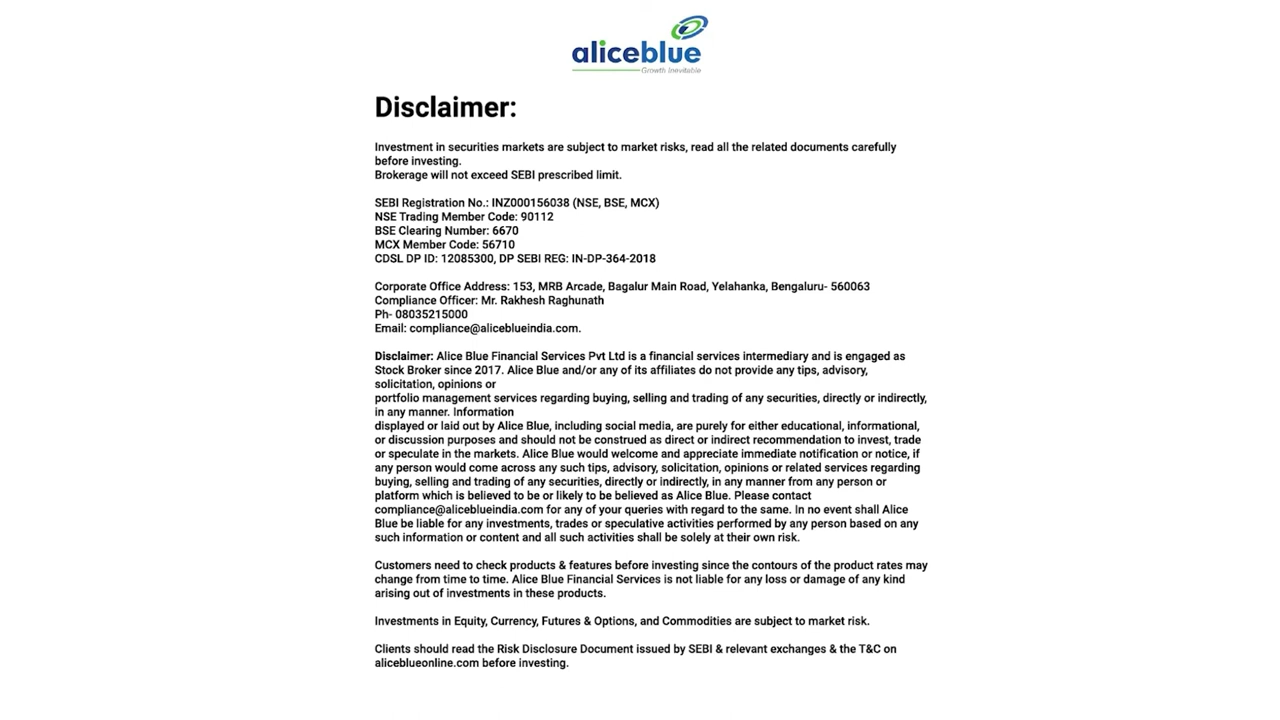 aliceblue
Growth Inevitable
Disclaimer:
Investment in securities markets are subject to market risks, read all the related documents carefully
before investing.
Brokerage will not exceed SEBI prescribed limit.
SEBI Registration No.: INZ000156038 (NSE, BSE, MCX)
NSE Trading Member Code: 90112
BSE Clearing Number: 6670
MCX Member Code: 56710
CDSL DP ID: 12085300, DP SEBI REG: IN-DP-364-2018
Corporate Office Address: 153, MRB Arcade, Bagalur Main Road, Yelahanka, Bengaluru- 560063
Compliance Officer: Mr. Rakhesh Raghunath
Ph- 08035215000
Email: compliance@aliceblueindia.com.
Disclaimer: Alice Blue Financial Services Pvt Ltd is a financial services intermediary and is engaged as
Stock Broker since 2017. Alice Blue and/or any of its affiliates do not provide any tips, advisory,
solicitation, opinions or
portfolio management services regarding buying, selling and trading of any securities, directly or indirectly,
in any manner. Information
displayed or laid out by Alice Blue, including social media, are purely for either educational, informational,
or discussion purposes and should not be construed as direct or indirect recommendation to invest, trade
or speculate in the markets. Alice Blue would welcome and appreciate immediate notification or notice, if
any person would come across any such tips, advisory, solicitation, opinions or related services regarding
buying, selling and trading of any securities, directly or indirectly, in any manner from any person or
platform which is believed to be or likely to be believed as Alice Blue. Please contact
compliance@aliceblueindia.com for any of your queries with regard to the same. In no event shall Alice
Blue be liable for any investments, trades or speculative activities performed by any person based on any
such information or content and all such activities shall be solely at their own risk.
Customers need to check products & features before investing since the contours of the product rates may
change from time to time. Alice Blue Financial Services is not liable for any loss or damage of any kind
arising out of investments in these products.
Investments in Equity, Currency, Futures & Options, and Commodities are subject to market risk.
Clients should read the Risk Disclosure Document issued by SEBI & relevant exchanges & the T&C on
aliceblueonline.com before investing.